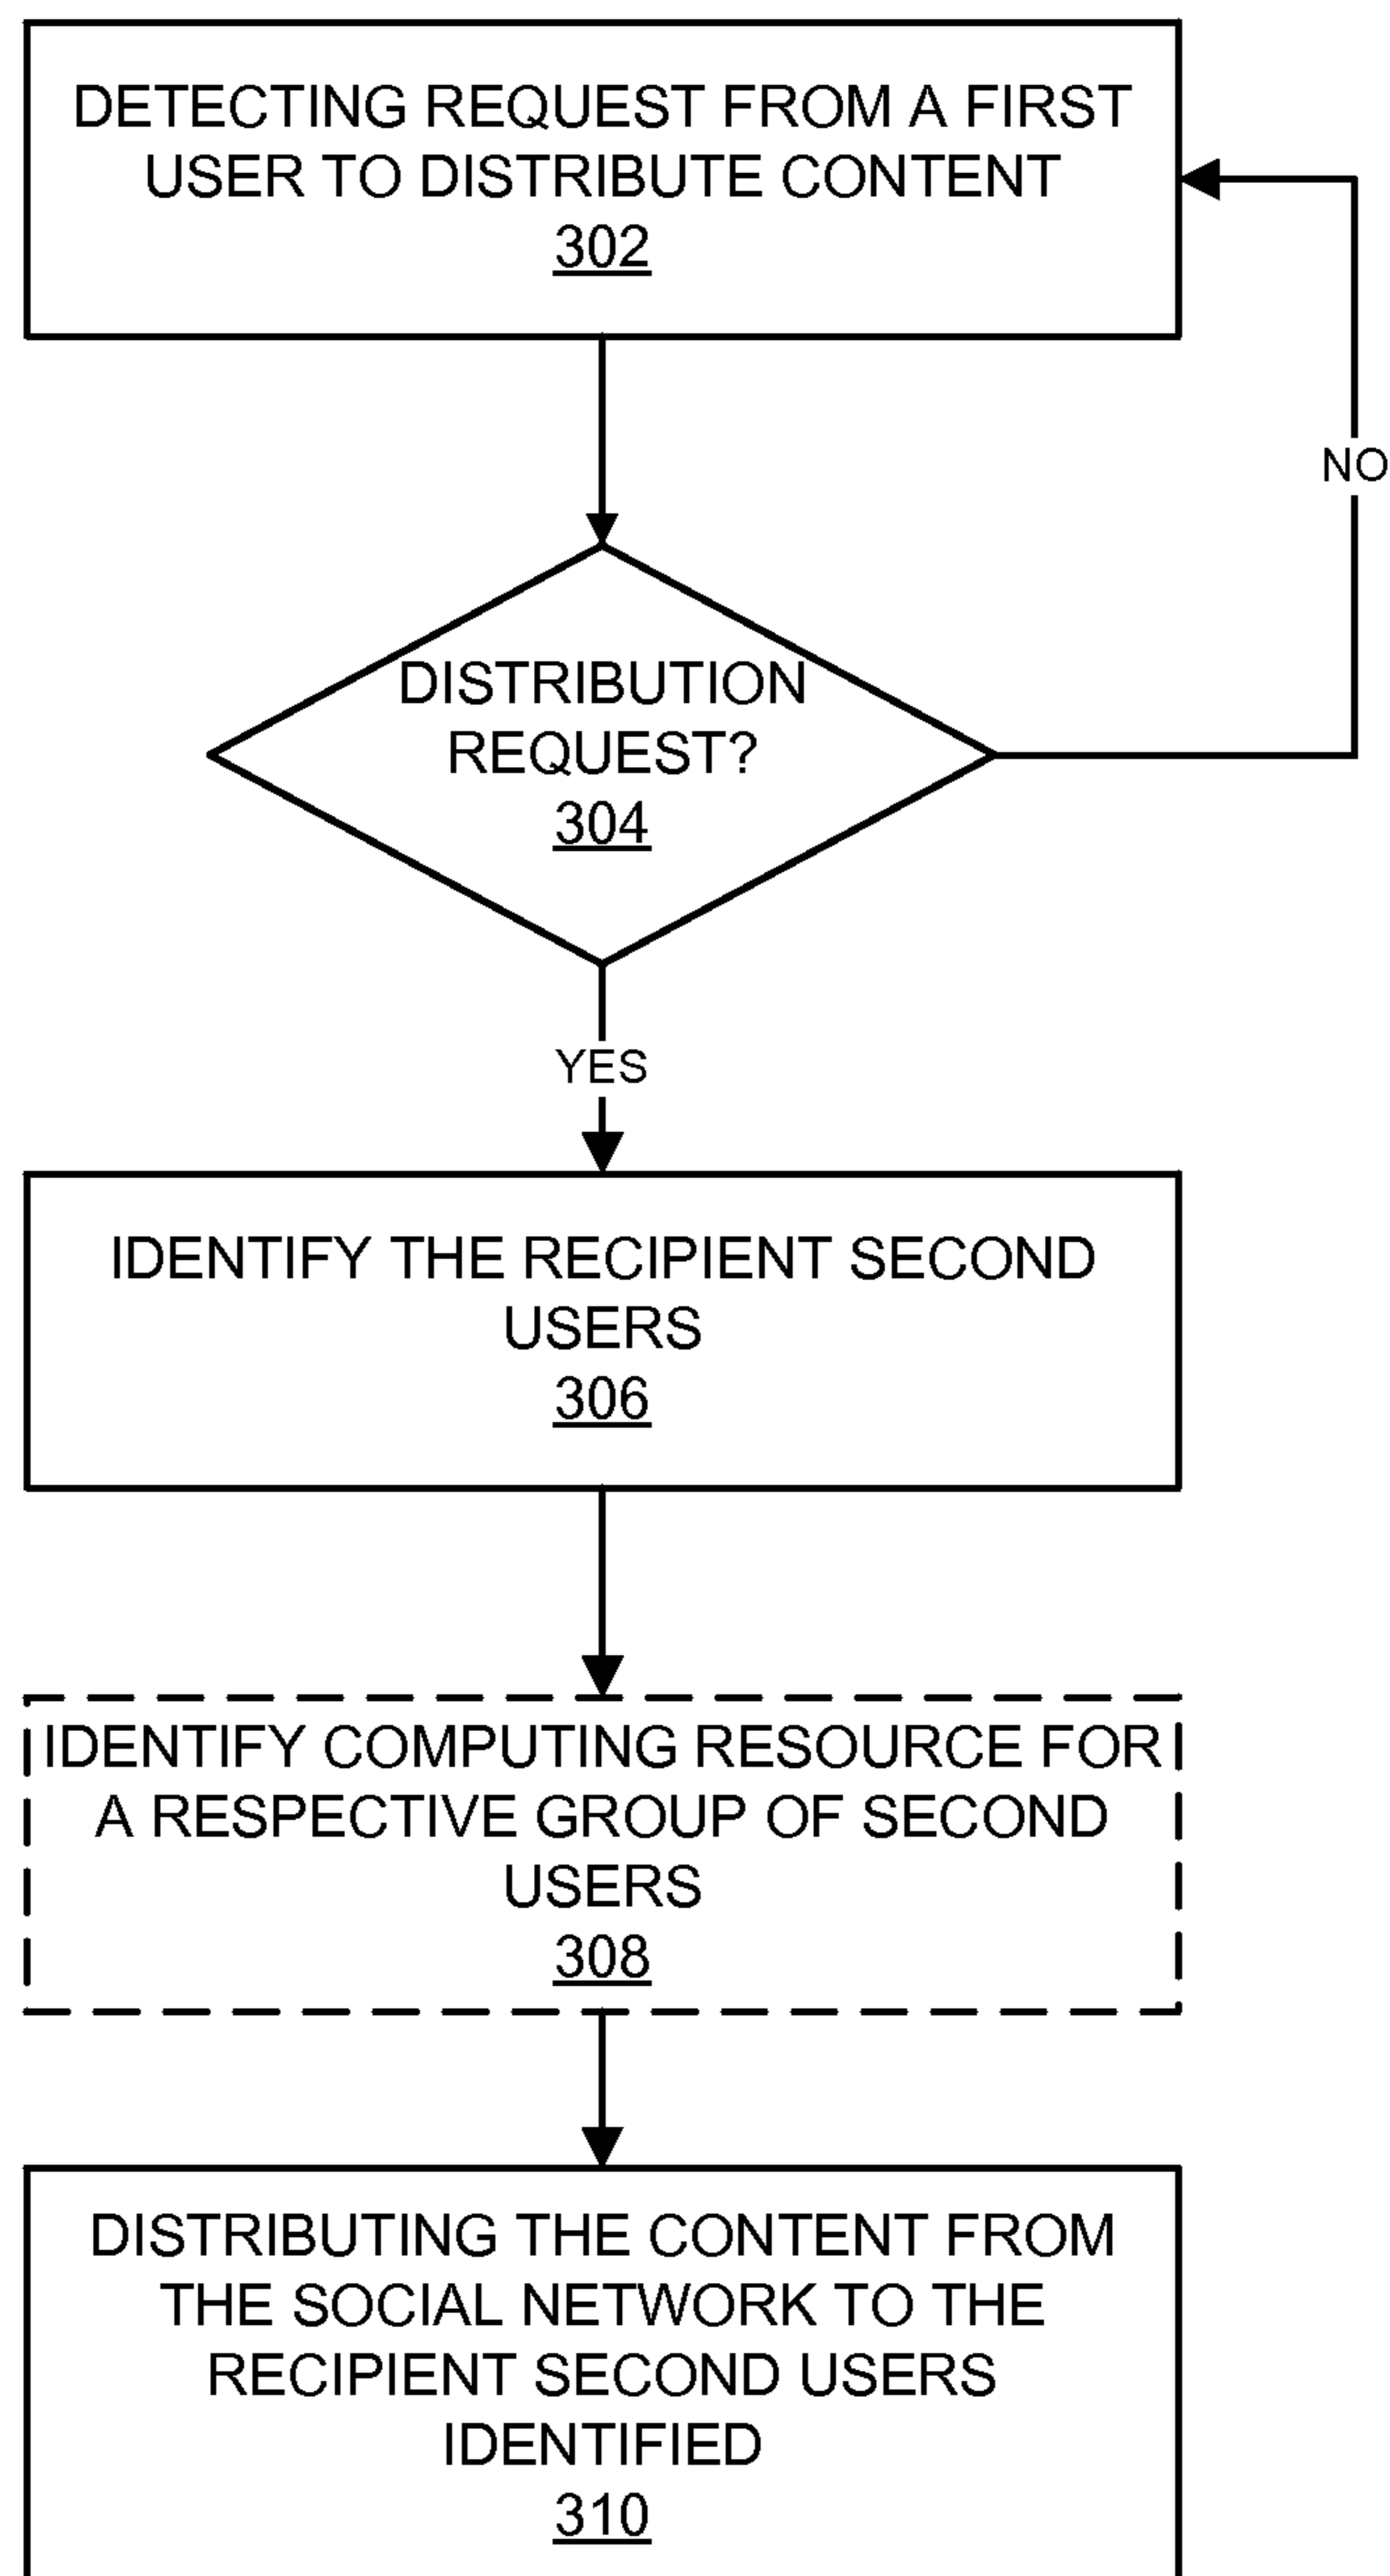 DETECTING REQUEST FROM A FIRST
USER TO DISTRIBUTE CONTENT
302
NO
DISTRIBUTION
REQUEST?
304
YES
IDENTIFY THE RECIPIENT SECOND
USERS
306
IDENTIFY COMPUTING RESOURCE FOR
A RESPECTIVE GROUP OF SECOND
USERS
308
DISTRIBUTING THE CONTENT FROM
THE SOCIAL NETWORK TO THE
RECIPIENT SECOND USERS
IDENTIFIED
310